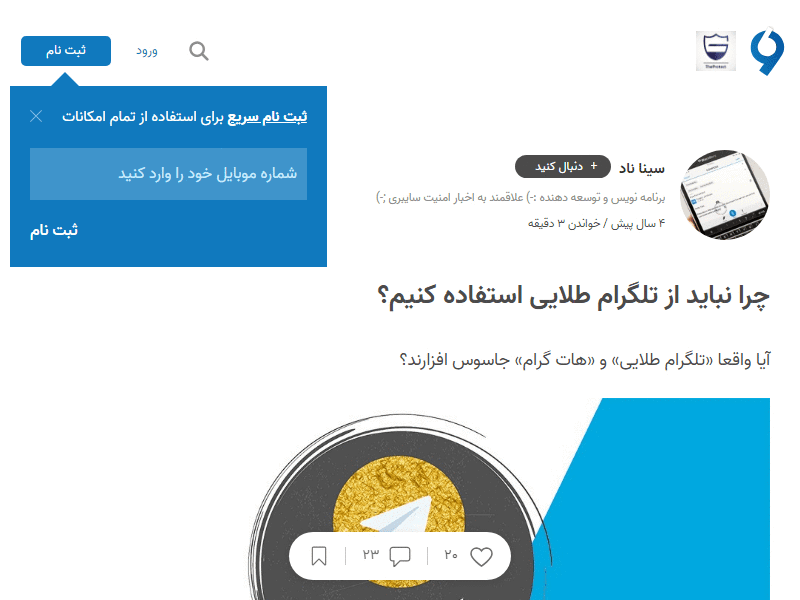 ثبت نام
ورود
TheProtect
ثبت نام سریع برای استفاده از تمام امکانات
شماره موبایل خود را وارد کنید
ثبت نام
سینا ناد
+ دنبال کنید
برنامه نویس و توسعه دهنده :-) علاقمند به اخبار امنیت سایبری ;-)
۴ سال پیش / خواندن ۳ دقیقه
چرا نباید از تلگرام طلایی استفاده کنیم؟
آیا واقعا «تلگرام طلایی» و «هات گرام» جاسوس افزارند؟
۲۰
۲۳